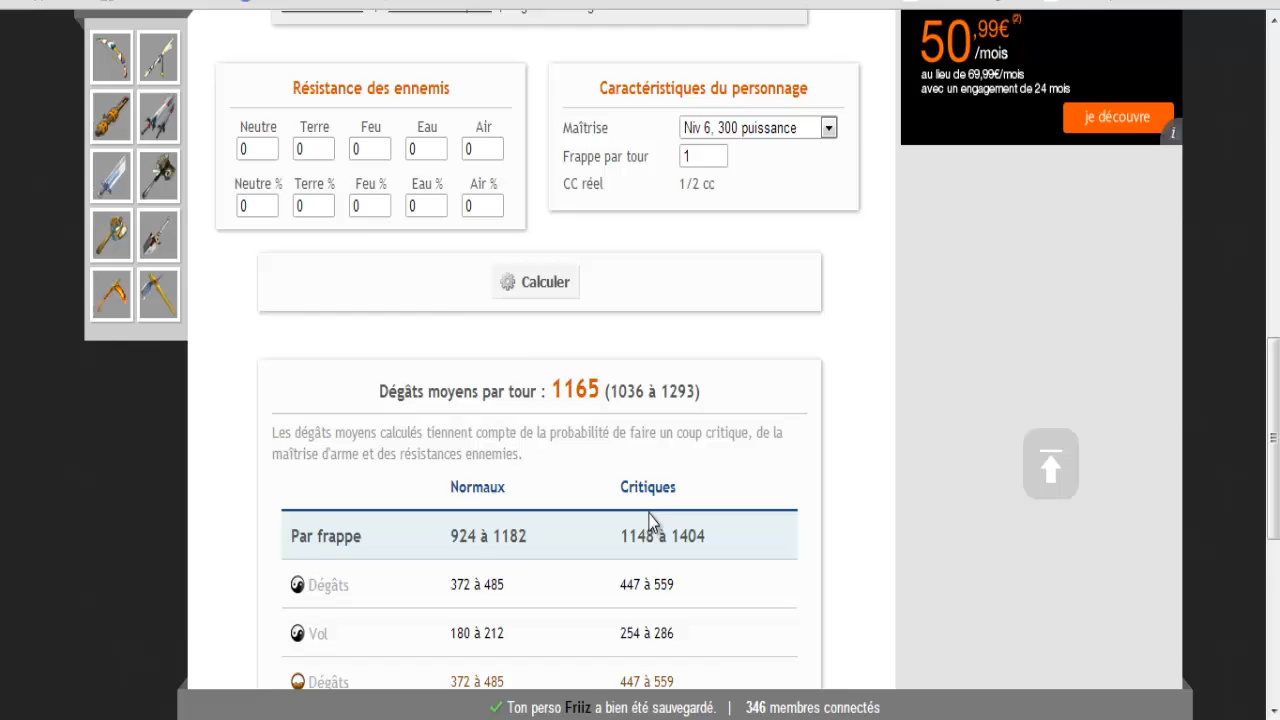 50,99€(2)
/mois
au lieu de 69,99€/mois
avec un engagement de 24 mois
je découvre
i
Résistance des ennemis
Neutre Terre Feu Eau Air
0 0 0 0 0
Neutre % Terre % Feu % Eau % Air %
0 0 0 0 0
Caractéristiques du personnage
Maîtrise Niv 6, 300 puissance
Frappe par tour 1
CC réel 1/2 cc
Calculer
Dégâts moyens par tour : 1165 (1036 à 1293)
Les dégâts moyens calculés tiennent compte de la probabilité de faire un coup critique, de la
maîtrise d'arme et des résistances ennemies.
Normaux Critiques
Par frappe 924 à 1182 1148 à 1404
Dégâts 372 à 485 447 à 559
Vol 180 à 212 254 à 286
Dégâts 372 à 485 447 à 559
Ton perso Friiz a bien été sauvegardé. | 346 membres connectés